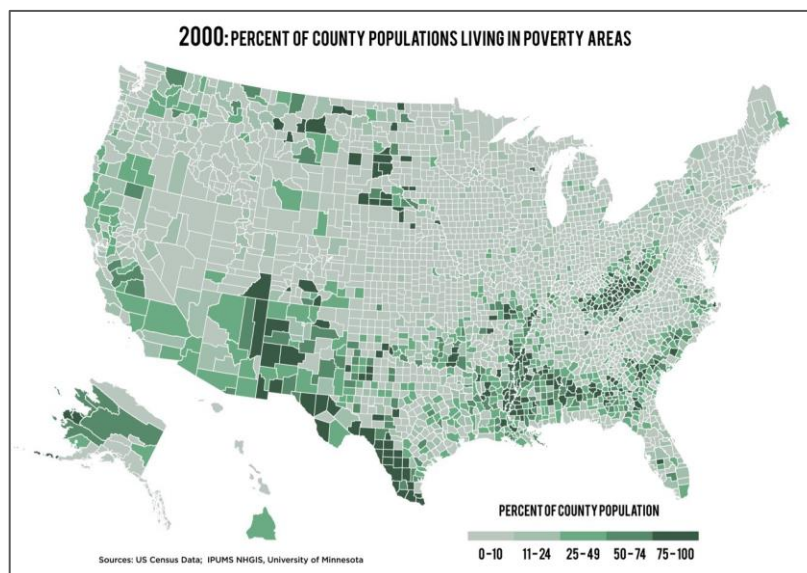 2000: PERCENT OF COUNTY POPULATIONS LIVING IN POVERTY AREAS
PERCENT OF COUNTY POPULATION
0-10 11-24 25-49 50-74 75-100
Sources: US Census Data; IPUMS NHGIS, University of Minnesota